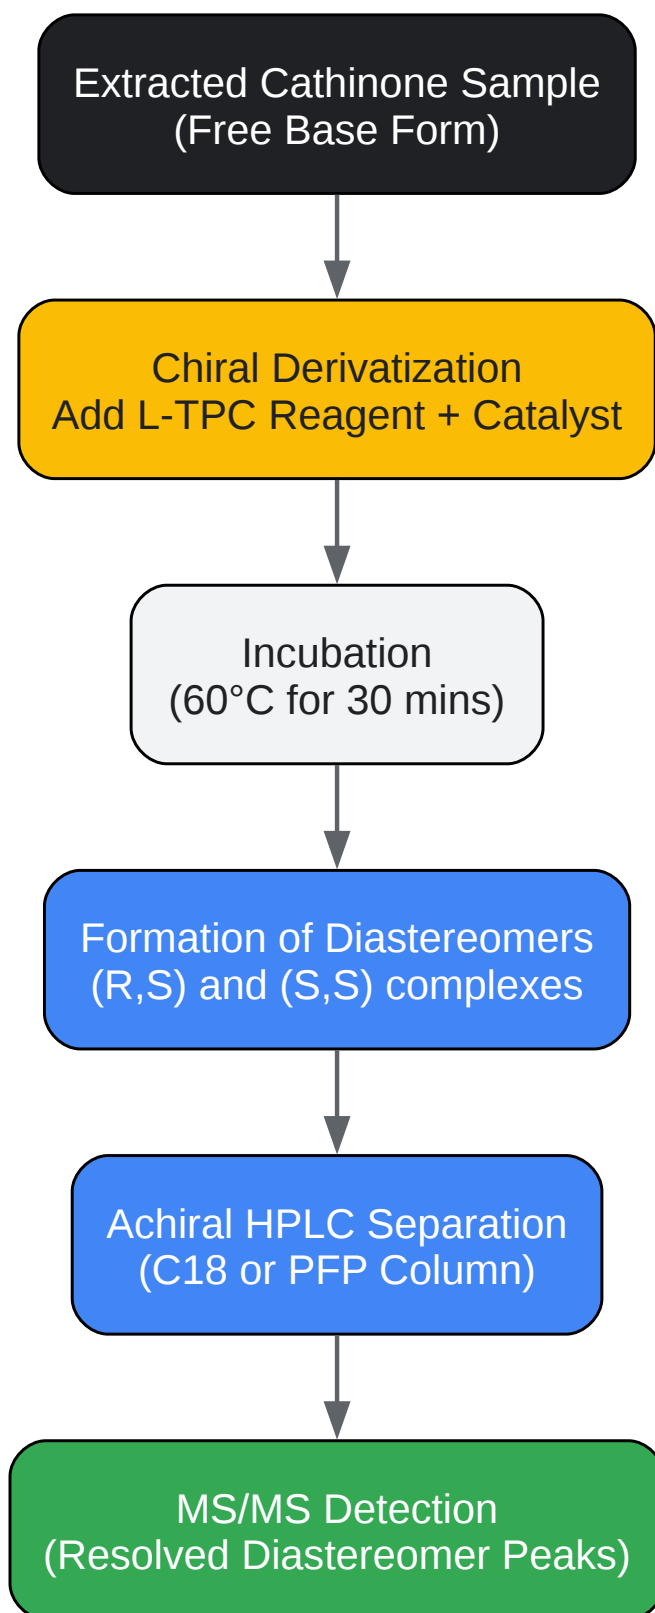 Extracted Cathinone Sample
(Free Base Form)
Chiral Derivatization
Add L-TPC Reagent + Catalyst
Incubation
(60°C for 30 mins)
Formation of Diastereomers
(R,S) and (S,S) complexes
Achiral HPLC Separation
(C18 or PFP Column)
MS/MS Detection
(Resolved Diastereomer Peaks)